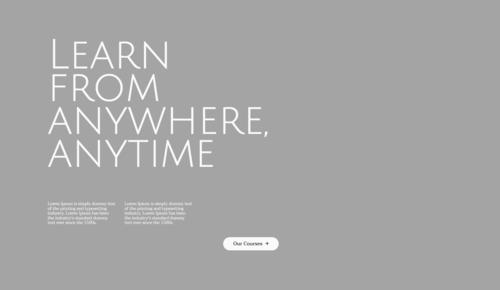 LEARN
FROM
ANYWHERE,
ANYTIME
Lorem Ipsum is simply dummy text
of the printing and typesetting
industry. Lorem Ipsum has been
the industry's standard dummy
text ever since the 1500s.
Lorem Ipsum is simply dummy text
of the printing and typesetting
industry. Lorem Ipsum has been
the industry's standard dummy
text ever since the 1500s.
Our Courses +